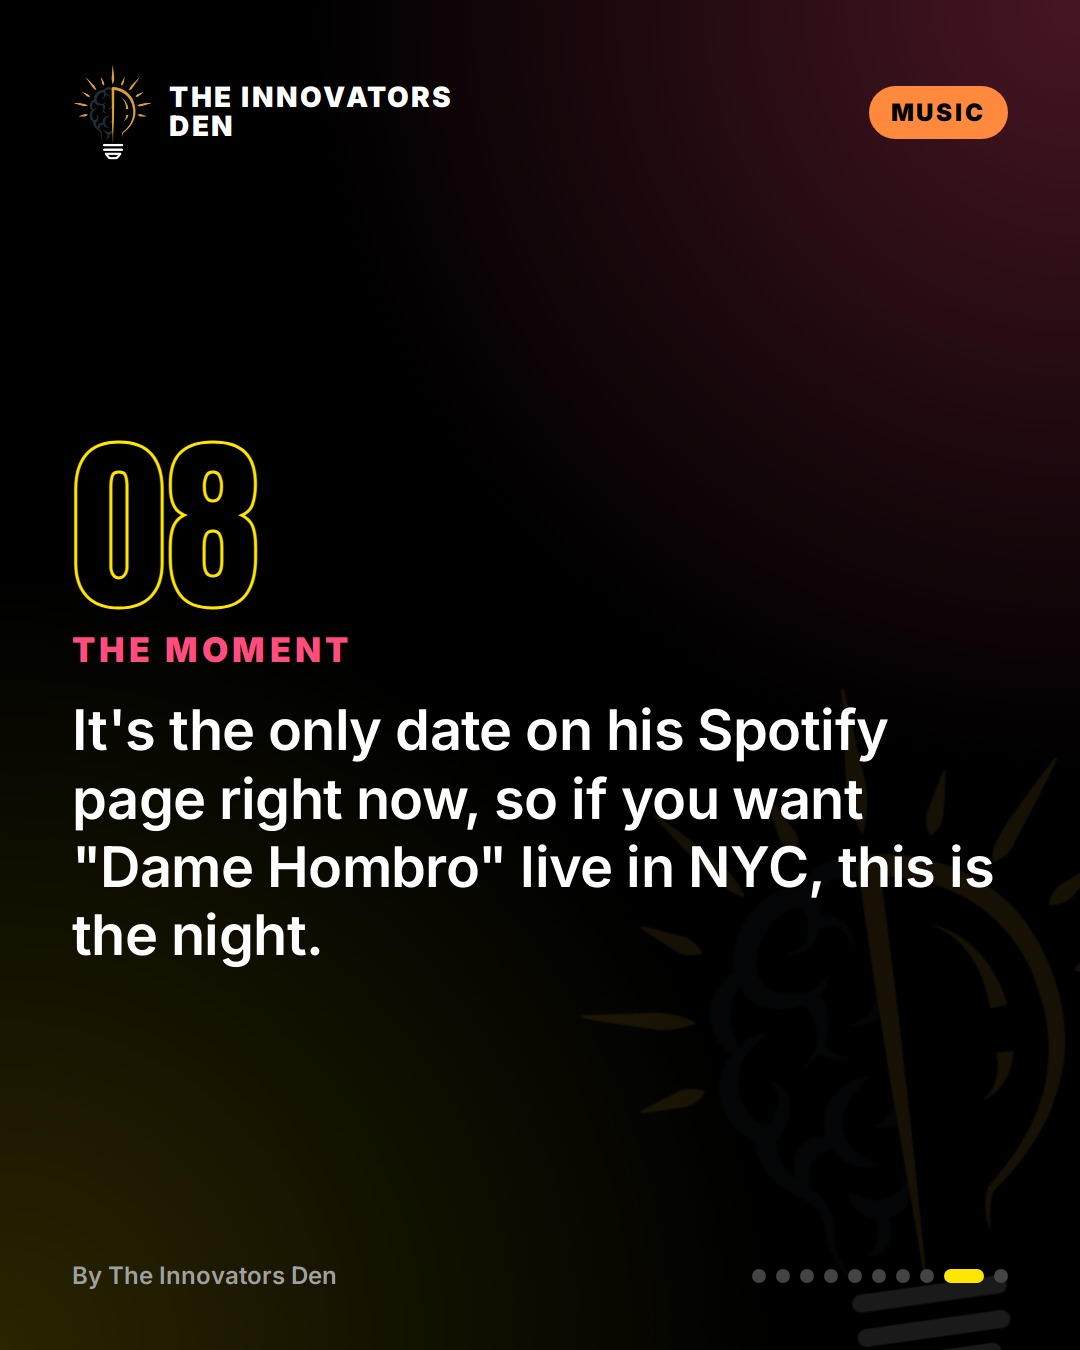 THE INNOVATORS
DEN
MUSIC
08
THE MOMENT
It's the only date on his Spotify
page right now, so if you want
"Dame Hombro" live in NYC, this is
the night.
By The Innovators Den